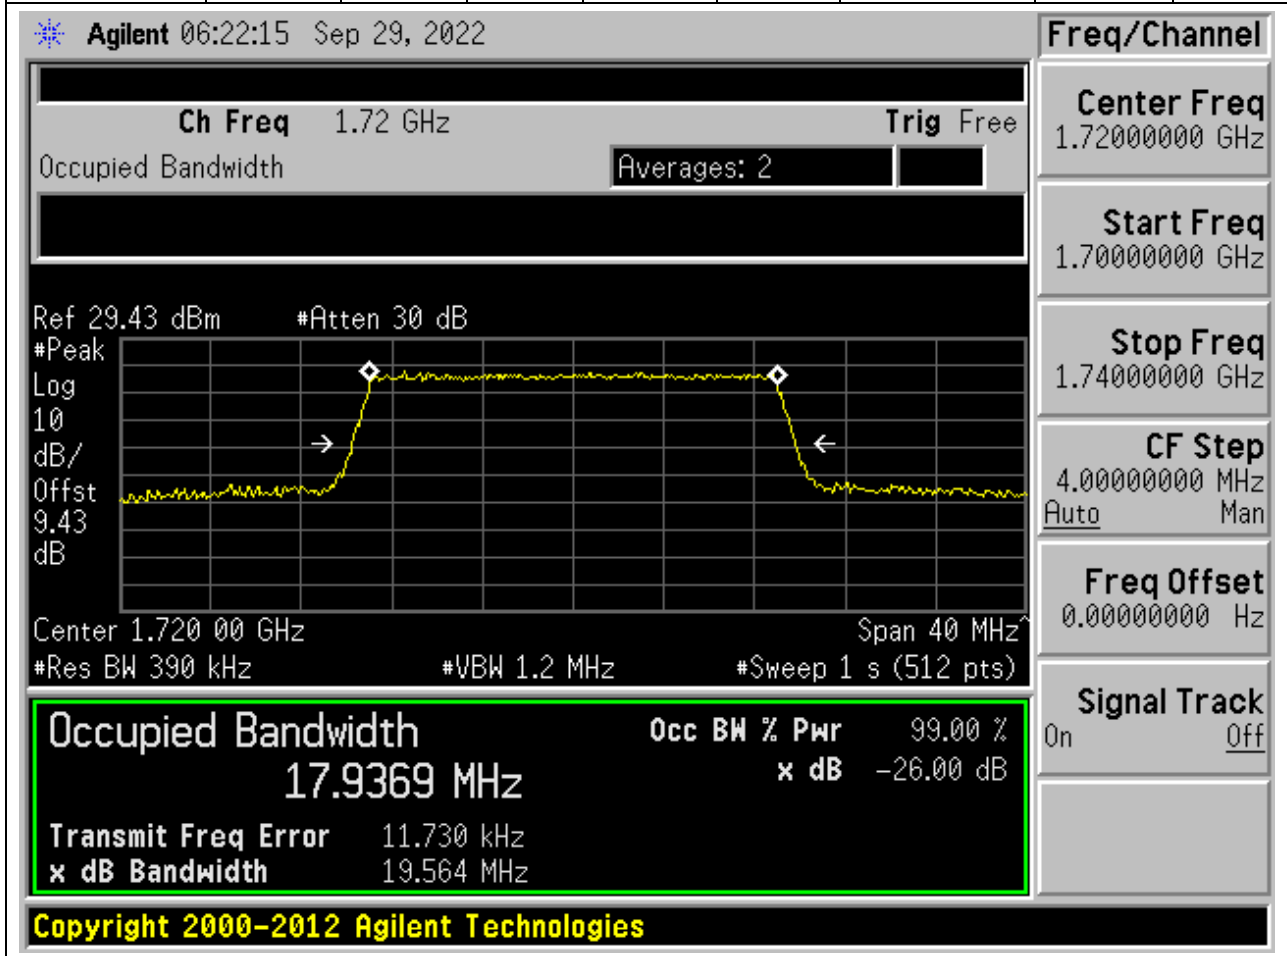 Agilent 06:22:15 Sep 29, 2022
Freq/Channel
Ch Freq 1.72 GHz
Trig Free
Occupied Bandwidth
Averages: 2
Ref 29.43 dBm #Atten 30 dB
#Peak
Log
10
dB/
Offst
9.43
dB
Center 1.720 00 GHz
Span 40 MHz^
#Res BW 390 kHz #VBW 1.2 MHz #Sweep 1 s (512 pts)
Occupied Bandwidth
17.9369 MHz
Occ BW % Pwr 99.00 %
x dB -26.00 dB
Transmit Freq Error 11.730 kHz
x dB Bandwidth 19.564 MHz
Copyright 2000-2012 Agilent Technologies
Center Freq
1.72000000 GHz
Start Freq
1.70000000 GHz
Stop Freq
1.74000000 GHz
CF Step
4.00000000 MHz
Auto Man
Freq Offset
0.00000000 Hz
Signal Track
On Off